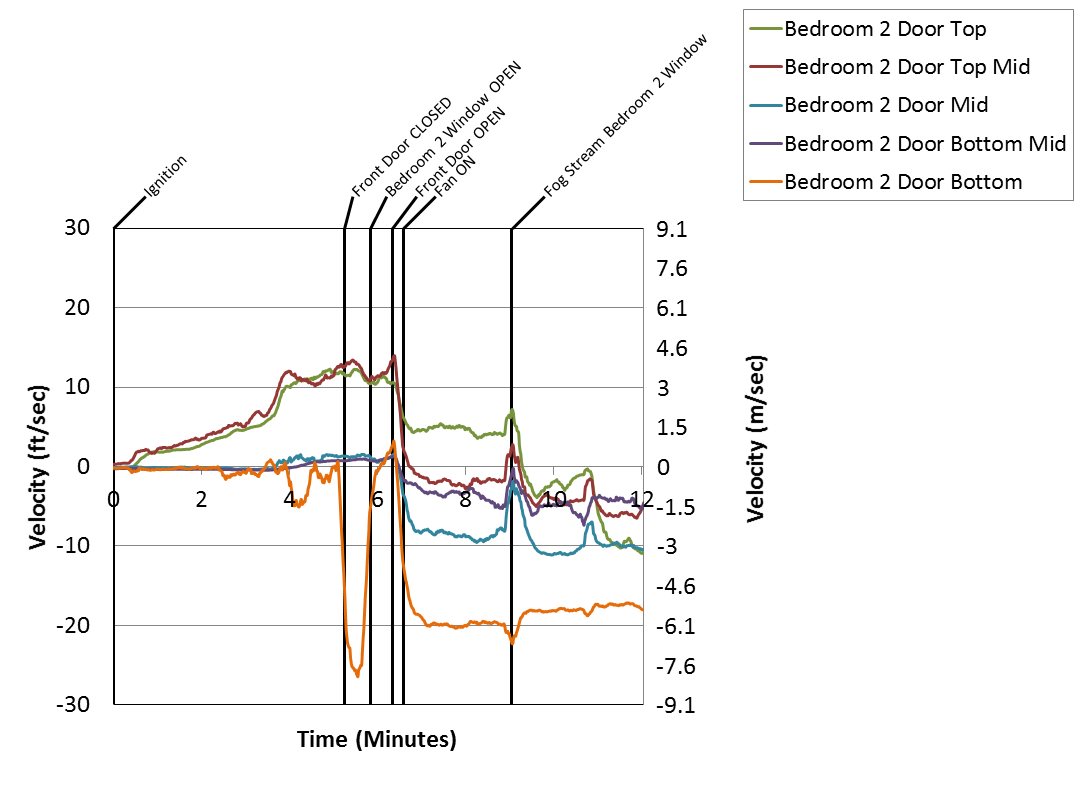 Bedroom 2 Door Top
Bedroom 2 Door Top Mid
Bedroom 2 Door Mid
Bedroom 2 Door Bottom Mid
Bedroom 2 Door Bottom
Ignition
Front Door CLOSED
Bedroom 2 Window OPEN
Front Door OPEN
Fan ON
Fog Stream Bedroom 2 Window
Velocity (ft/sec)
30
20
10
0
-10
-20
-30
0 2 4 6 8 10 12
9.1
7.6
6.1
4.6
3
1.5
0
-1.5
-3
-4.6
-6.1
-7.6
-9.1
Velocity (m/sec)
Time (Minutes)